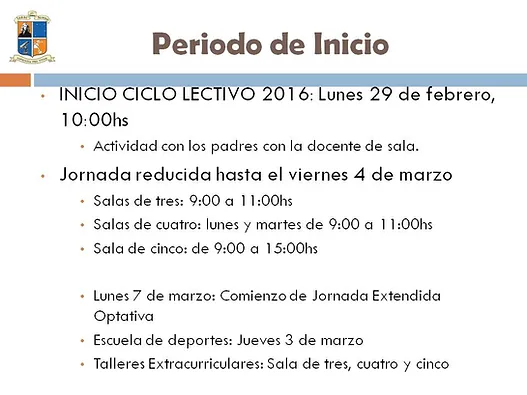 Periodo de Inicio
• INICIO CICLO LECTIVO 2016: Lunes 29 de febrero,
10:00hs
• Actividad con los padres con la docente de sala.
• Jornada reducida hasta el viernes 4 de marzo
• Salas de tres: 9:00 a 11:00hs
• Salas de cuatro: lunes y martes de 9:00 a 11:00hs
• Sala de cinco: de 9:00 a 15:00hs
• Lunes 7 de marzo: Comienzo de Jornada Extendida
Optativa
• Escuela de deportes: Jueves 3 de marzo
• Talleres Extracurriculares: Sala de tres, cuatro y cinco